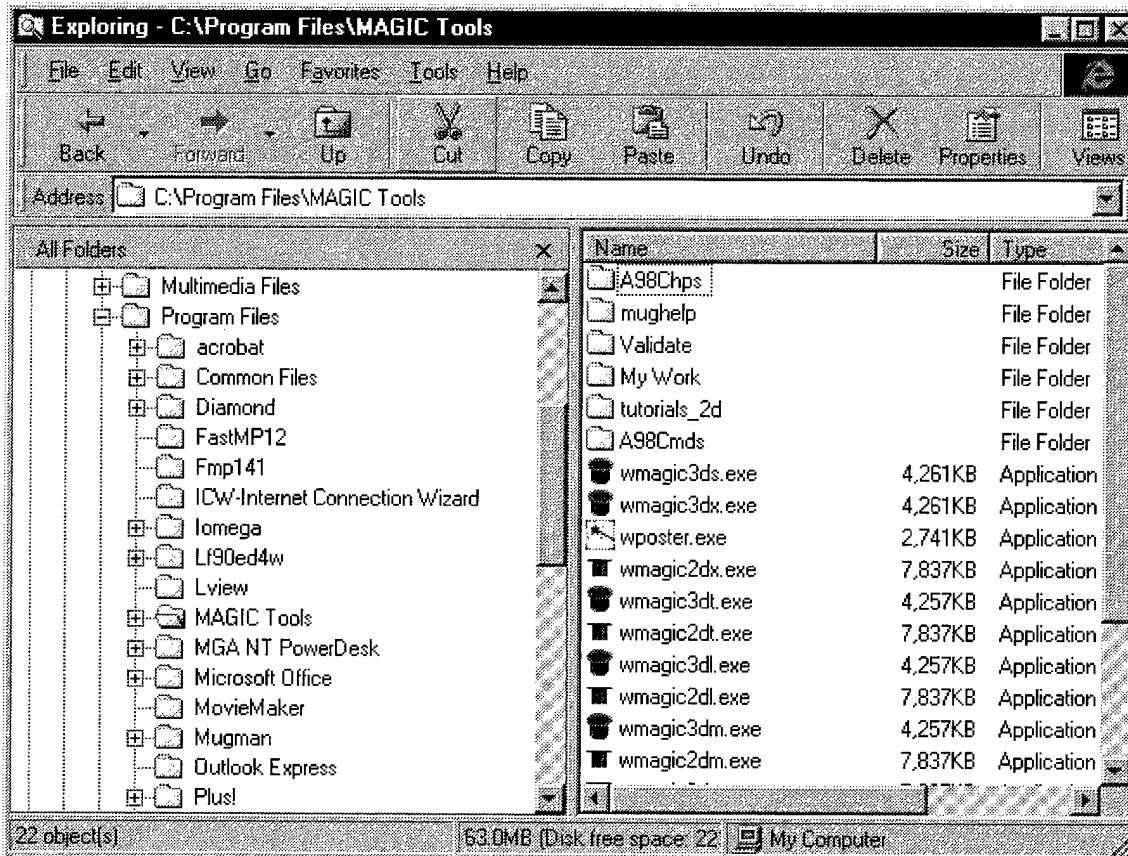 Exploring - C:\Program Files\MAGIC Tools
File Edit View Go Favorites Tools Help
Back Forward Up Cut Copy Paste Undo Delete Properties Views
Address C:\Program Files\MAGIC Tools
All Folders
Multimedia Files
Program Files
acrobat
Common Files
Diamond
FastMP12
Fmp141
ICW-Internet Connection Wizard
Iomega
Lf90ed4w
Lview
MAGIC Tools
MGA NT PowerDesk
Microsoft Office
MovieMaker
Mugman
Outlook Express
Plus!
Name Size Type
A98Chps File Folder
mughelp File Folder
Validate File Folder
My Work File Folder
tutorials_2d File Folder
A98Cmds File Folder
wmagic3ds.exe 4,261KB Application
wmagic3dx.exe 4,261KB Application
wposter.exe 2,741KB Application
wmagic2dx.exe 7,837KB Application
wmagic3dt.exe 4,257KB Application
wmagic2dt.exe 7,837KB Application
wmagic3dl.exe 4,257KB Application
wmagic2dl.exe 7,837KB Application
wmagic3dm.exe 4,257KB Application
wmagic2dm.exe 7,837KB Application
22 object(s) 63.0MB (Disk free space: 22 My Computer